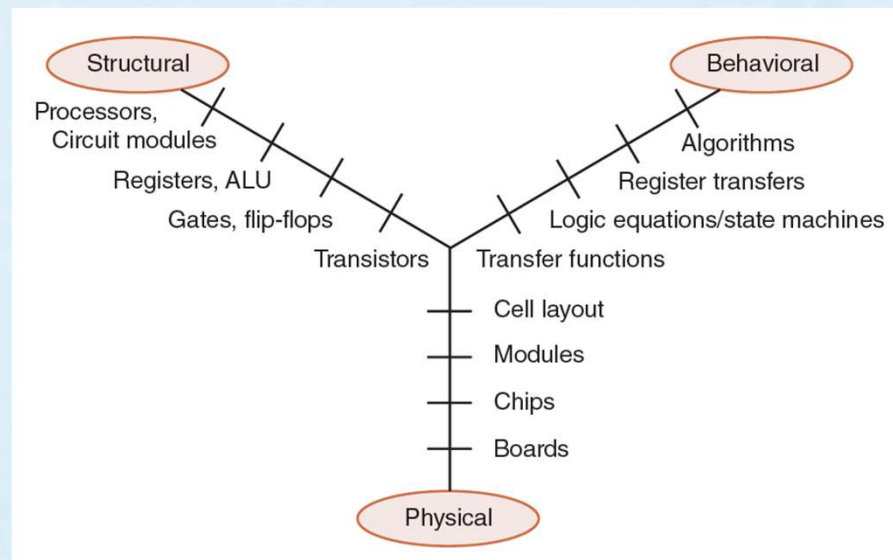 Structural
Behavioral
Processors,
Circuit modules
Algorithms
Registers, ALU
Register transfers
Gates, flip-flops
Logic equations/state machines
Transistors
Transfer functions
Cell layout
Modules
Chips
Boards
Physical